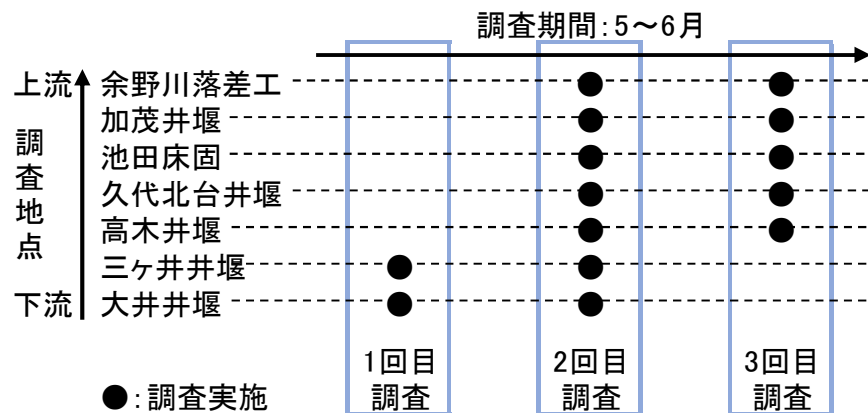 調査期間:5～6月
上流
余野川落差工
加茂井堰
池田床固
久代北台井堰
高木井堰
三ヶ井井堰
下流
大井井堰
調査地点
1回目
調査
2回目
調査
3回目
調査
●:調査実施